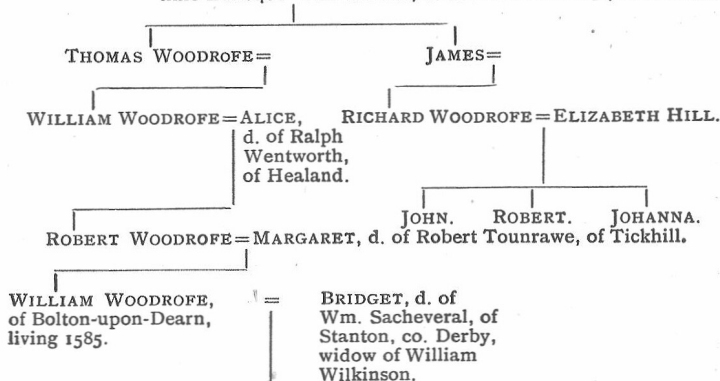 THOMAS WOODROFE= JAMES=
WILLIAM WOODROFE=ALICE, RICHARD WOODROFE=ELIZABETH HILL.
d. of Ralph
Wentworth,
of Healand.
JOHN. ROBERT. JOHANNA.
ROBERT WOODROFE=MARGARET, d. of Robert Tounrawe, of Tickhill.
WILLIAM WOODROFE, = BRIDGET, d. of
of Bolton-upon-Dearn, Wm. Sacheveral, of
living 1585. Stanton, co. Derby,
widow of William
Wilkinson.